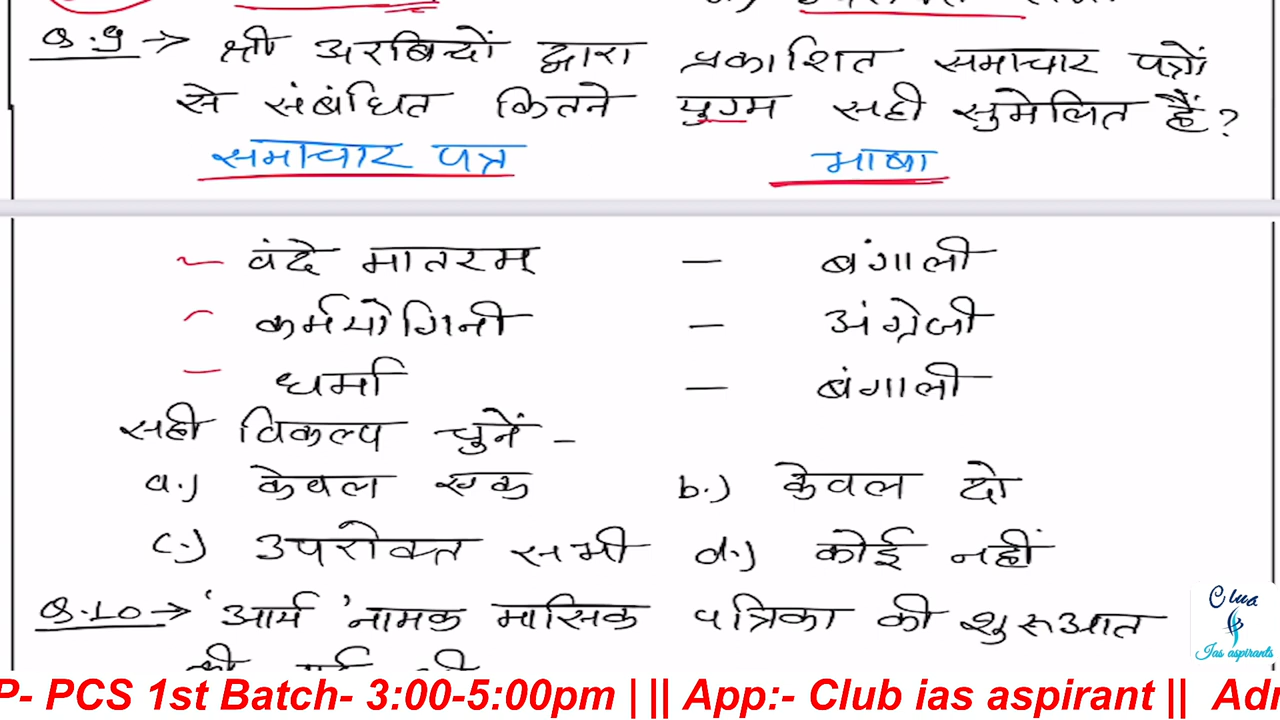 Q.9 → श्री अरबिंदों द्वारा प्रकाशित समाचार पत्रों
से संबंधित कितने युग्म सही सुमेलित हैं?
समाचार पत्र भाषा
वंदे मातरम् – बंगाली
कर्मयोगिनी – अंग्रेजी
धर्मा – बंगाली
सही विकल्प चुनें –
a.) केवल एक b.) केवल दो
c.) उपरोक्त सभी d.) कोई नहीं
Q.10 → 'आर्य' नामक मासिक पत्रिका की शुरूआत
Club
Ias aspirants
P- PCS 1st Batch- 3:00-5:00pm | || App:- Club ias aspirant || Adr